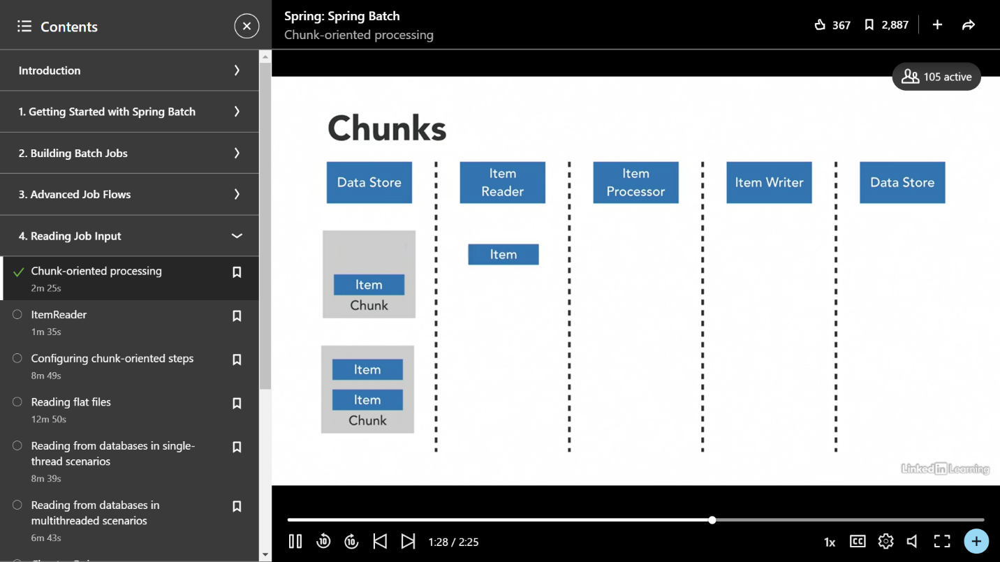 Contents
Spring: Spring Batch
Chunk-oriented processing
367
2,887
105 active
Introduction
1. Getting Started with Spring Batch
2. Building Batch Jobs
3. Advanced Job Flows
4. Reading Job Input
Chunk-oriented processing
2m 25s
ItemReader
1m 35s
Configuring chunk-oriented steps
8m 49s
Reading flat files
12m 50s
Reading from databases in single-
thread scenarios
8m 39s
Reading from databases in
multithreaded scenarios
6m 43s
Chunks
Data Store
Item
Reader
Item
Processor
Item Writer
Data Store
Item
Item
Chunk
Item
Item
Chunk
LinkedIn Learning
10
10
1:28 / 2:25
1x
CC